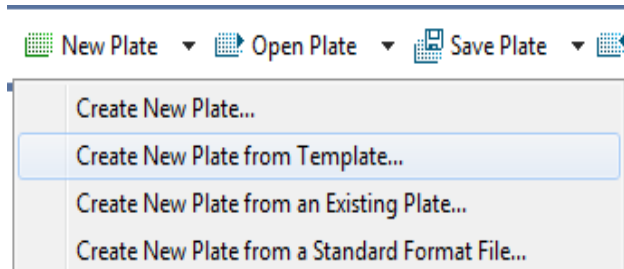 New Plate Open Plate Save Plate
Create New Plate...
Create New Plate from Template...
Create New Plate from an Existing Plate...
Create New Plate from a Standard Format File...